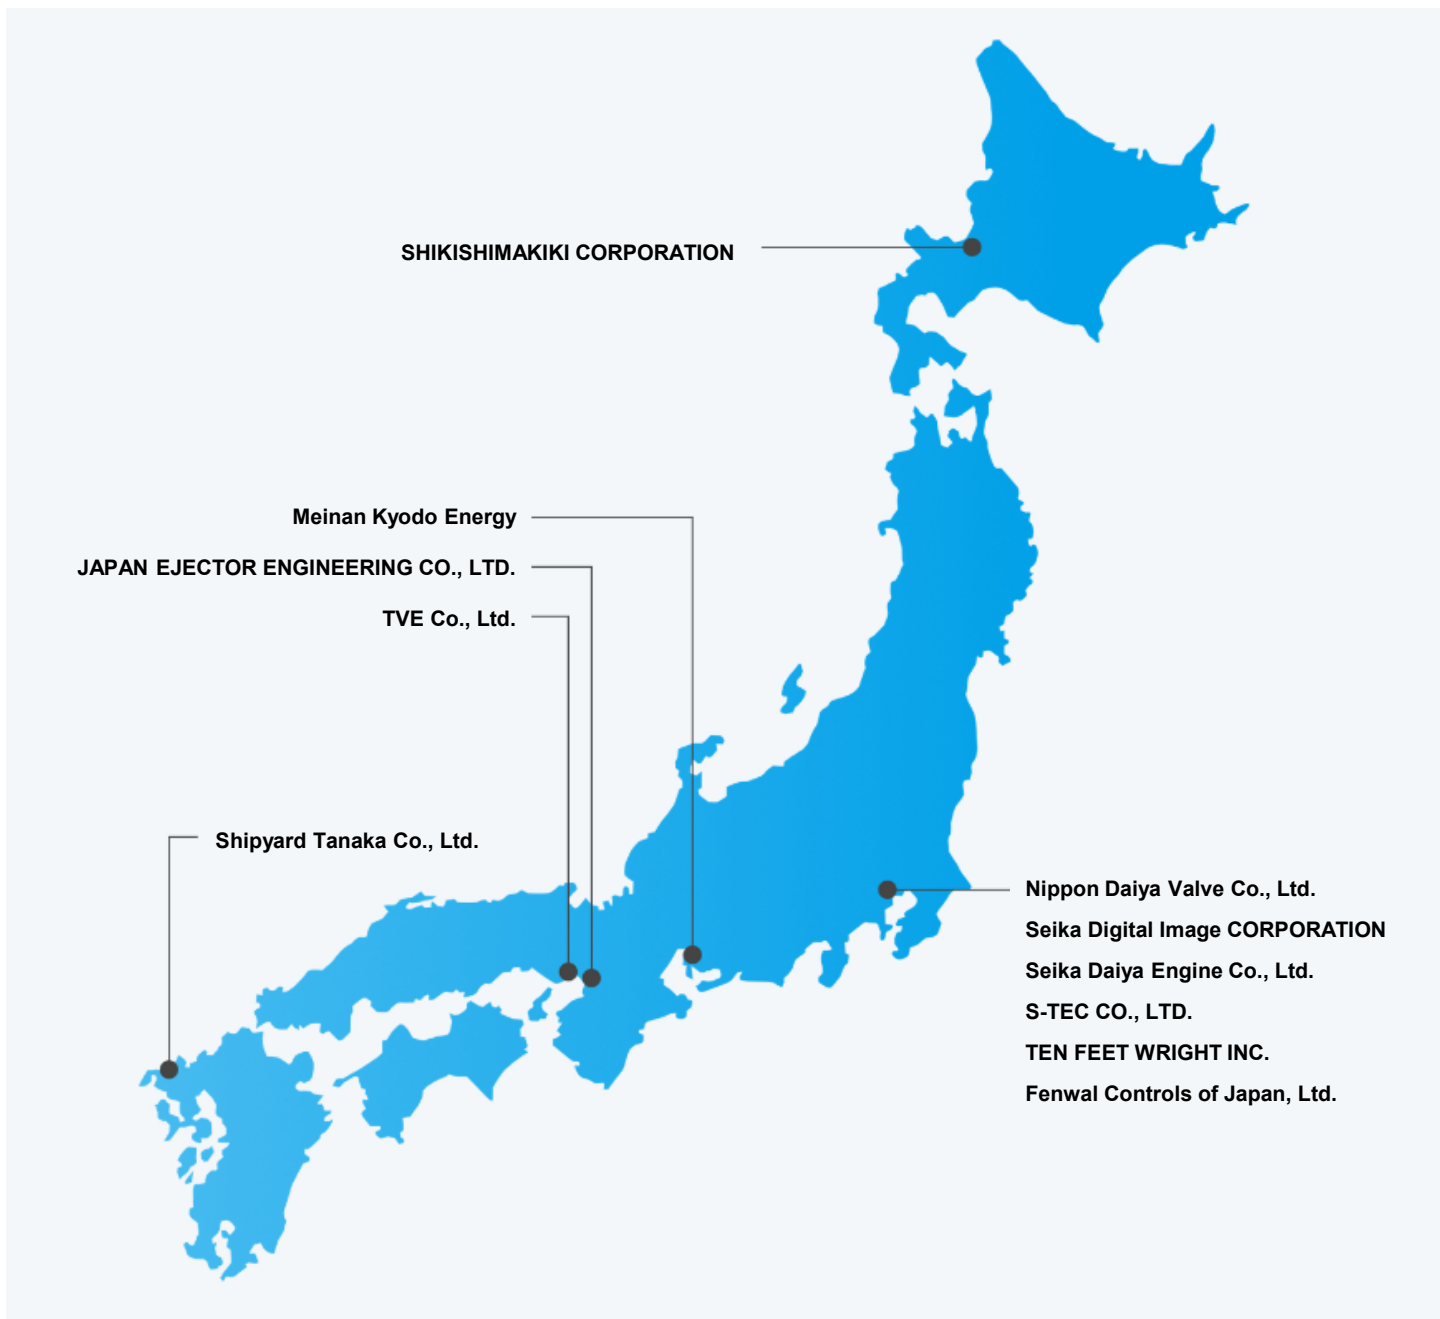 SHIKISHIMAKIKI CORPORATION
Meinan Kyodo Energy
JAPAN EJECTOR ENGINEERING CO., LTD.
TVE Co., Ltd.
Shipyard Tanaka Co., Ltd.
Nippon Daiya Valve Co., Ltd.
Seika Digital Image CORPORATION
Seika Daiya Engine Co., Ltd.
S-TEC CO., LTD.
TEN FEET WRIGHT INC.
Fenwal Controls of Japan, Ltd.